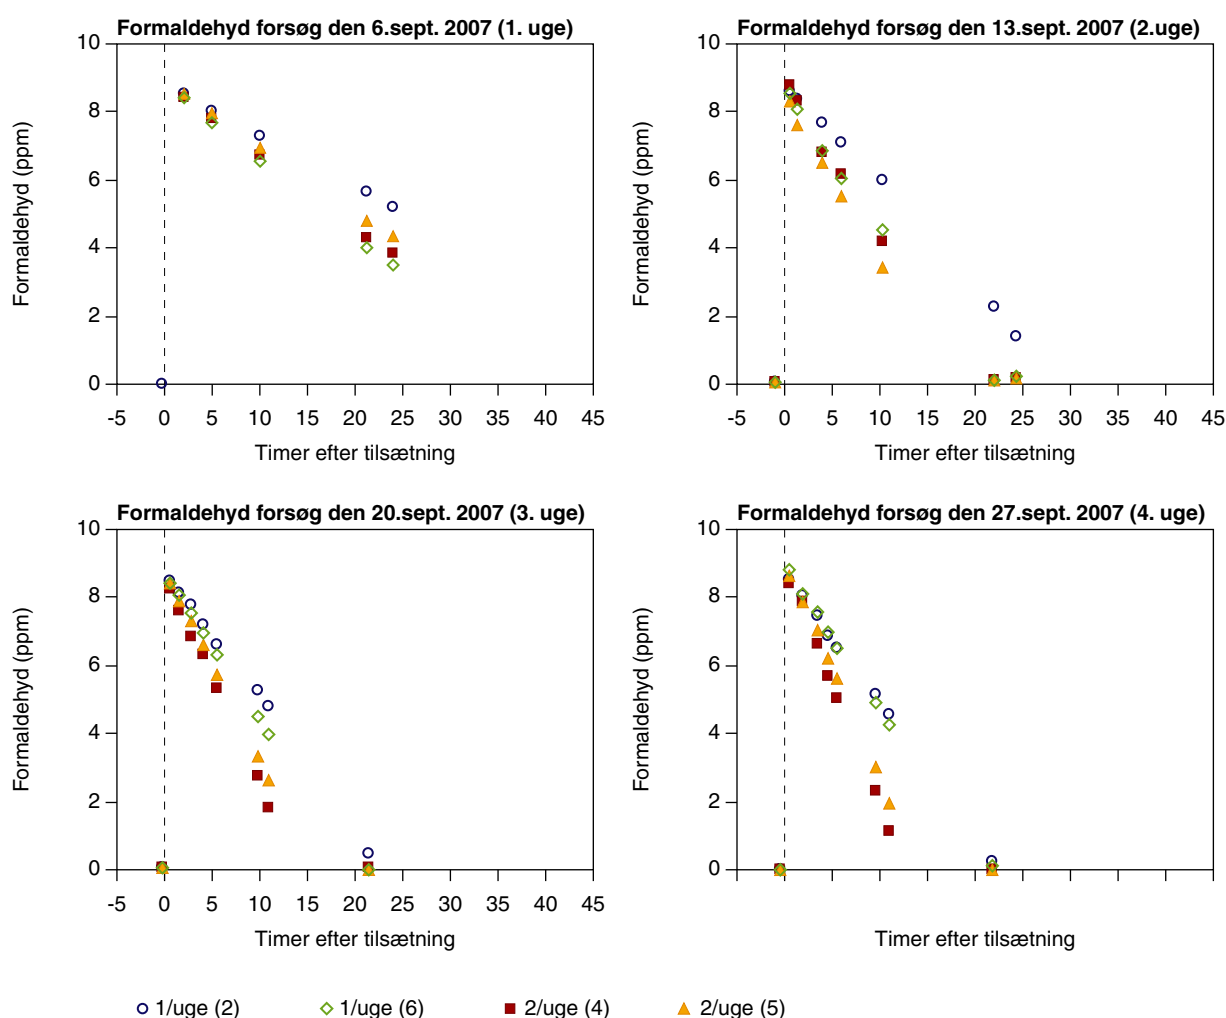 Formaldehyd forsøg den 6.sept. 2007 (1. uge)
10
8
6
4
2
0
Formaldehyd (ppm)
-5 0 5 10 15 20 25 30 35 40 45
Timer efter tilsætning
Formaldehyd forsøg den 13.sept. 2007 (2.uge)
10
8
6
4
2
0
Formaldehyd (ppm)
-5 0 5 10 15 20 25 30 35 40 45
Timer efter tilsætning
Formaldehyd forsøg den 20.sept. 2007 (3. uge)
10
8
6
4
2
0
Formaldehyd (ppm)
-5 0 5 10 15 20 25 30 35 40 45
Timer efter tilsætning
Formaldehyd forsøg den 27.sept. 2007 (4. uge)
10
8
6
4
2
0
Formaldehyd (ppm)
Timer efter tilsætning
1/uge (2) 1/uge (6) 2/uge (4) 2/uge (5)